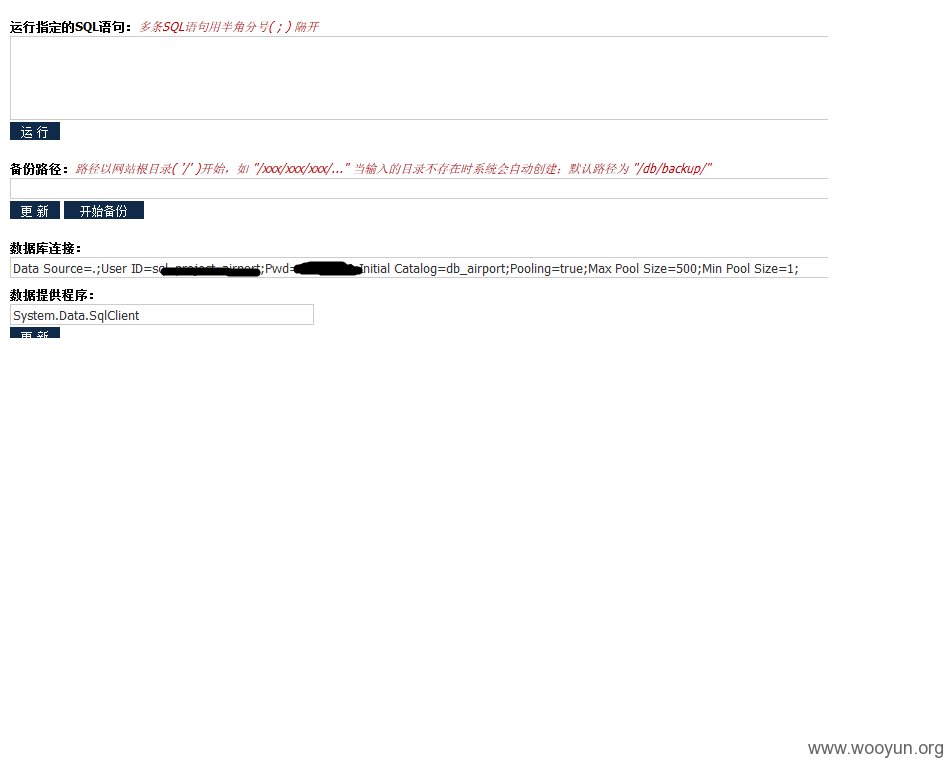 运行指定的SQL语句：多条SQL语句用半角分号( ; ) 隔开
运 行
备份路径：路径以网站根目录( '/' )开始，如 "/xxx/xxx/xxx/..." 当输入的目录不存在时系统会自动创建；默认路径为 "/db/backup/"
更 新 开始备份
数据库连接：
Data Source=.;User ID= ;Pwd= Initial Catalog=db_airport;Pooling=true;Max Pool Size=500;Min Pool Size=1;
数据提供程序：
System.Data.SqlClient
更 新
www.wooyun.org